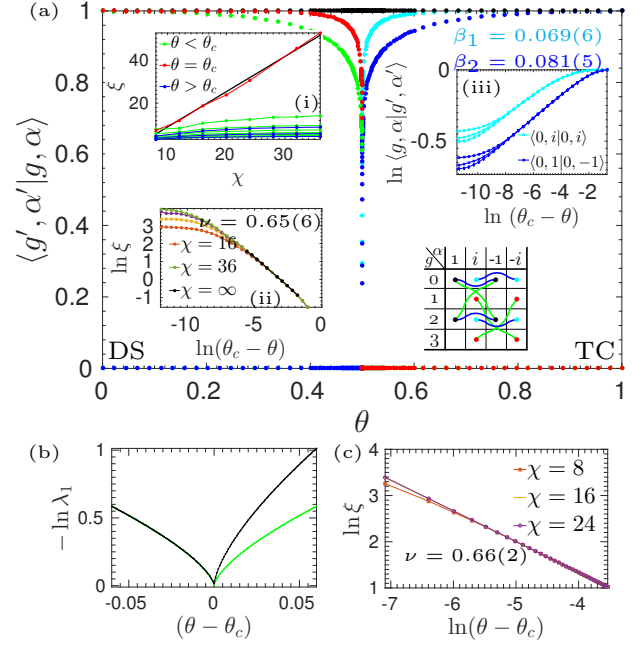 (a)
⟨g′, α′|g, α⟩
1
0.8
0.6
0.4
0.2
0
0 0.2 0.4 0.6 0.8 1
θ
DS
TC
β1 = 0.069(6)
β2 = 0.081(5)
ξ
40
20
θ < θc
θ = θc
θ > θc
(i)
10 20 30
χ
ln ξ
3
2
1
0
-1
ν = 0.65(6)
χ = 16
χ = 36
χ = ∞
(ii)
-10 -5 0
ln(θc − θ)
ln ⟨g, α|g′, α′⟩
0
-0.5
(iii)
⟨0, i|0, i⟩
⟨0, 1|0, -1⟩
-10 -8 -6 -4 -2
ln (θc − θ)
g α 1 i -1 -i
0
1
2
3
(b)
− ln λ1
1
0.5
0
-0.05 0 0.05
(θ − θc)
(c)
ln ξ
4
3
2
1
χ = 8
χ = 16
χ = 24
ν = 0.66(2)
-7 -6 -5 -4
ln(θ − θc)